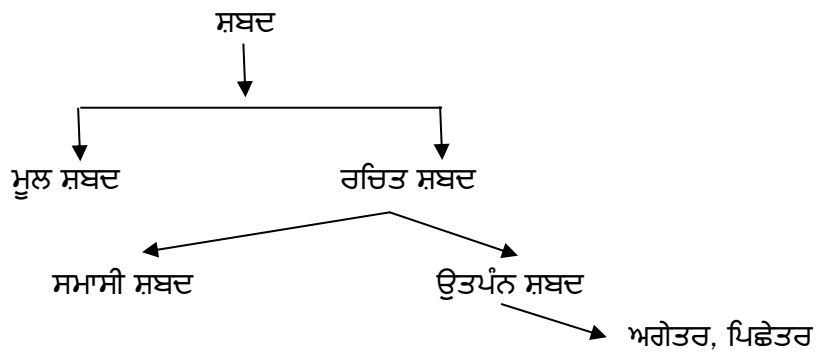 ਸ਼ਬਦ
ਮੂਲ ਸ਼ਬਦ ਰਚਿਤ ਸ਼ਬਦ
ਸਮਾਸੀ ਸ਼ਬਦ ਉਤਪੰਨ ਸ਼ਬਦ
ਅਗੇਤਰ, ਪਿਛੇਤਰ